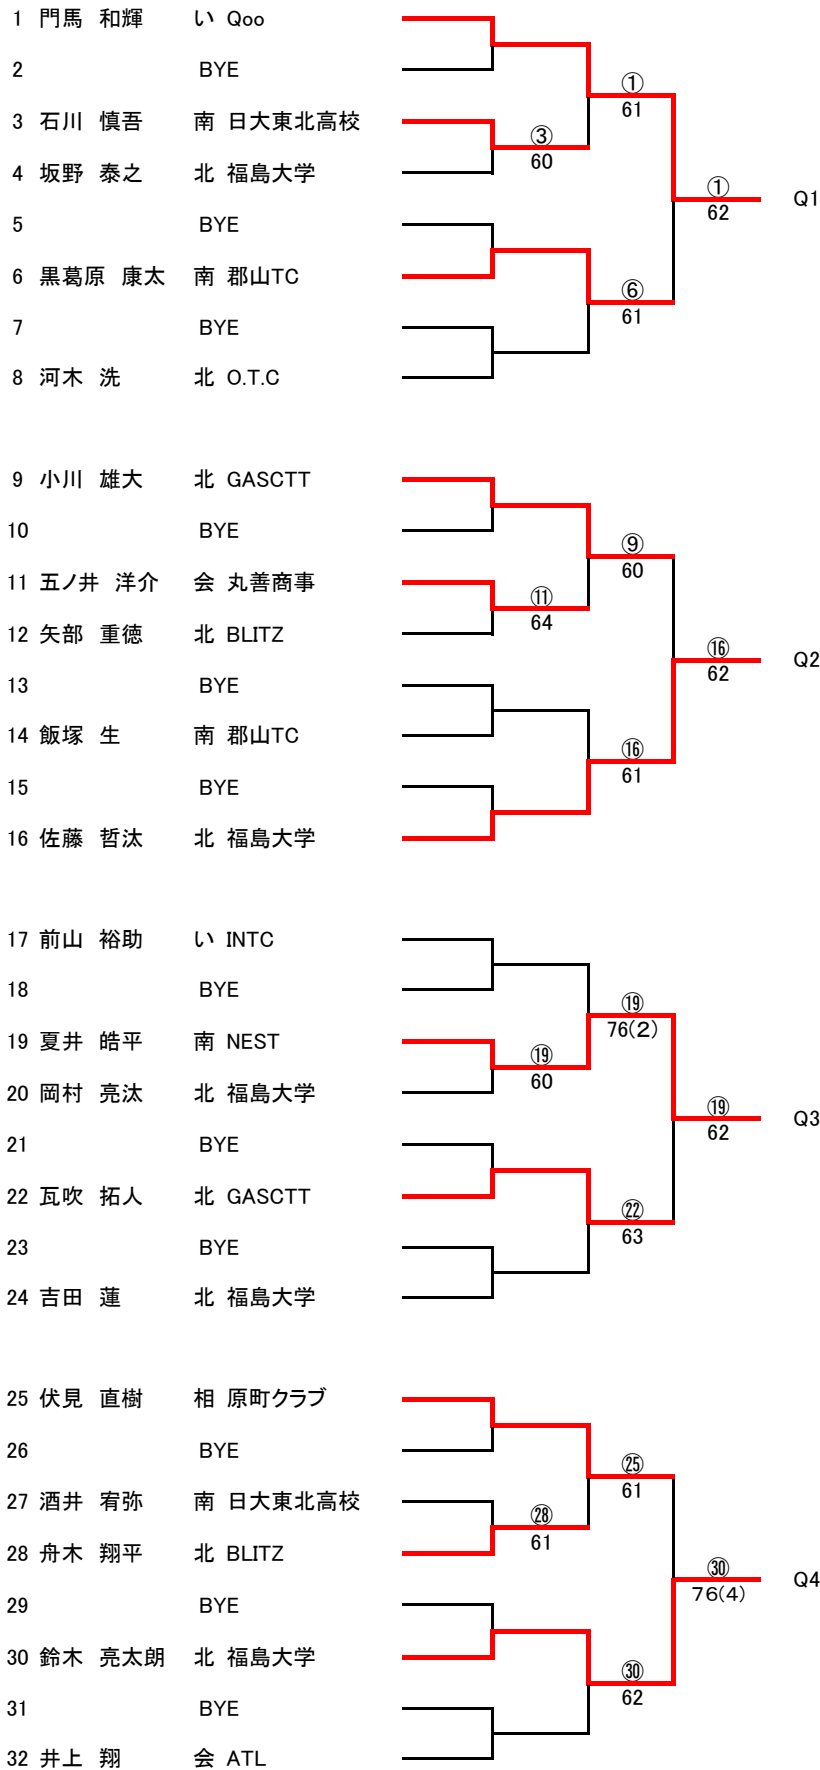 1 門馬 和輝 い Qoo
2 BYE
①
61
3 石川 慎吾 南 日大東北高校
③
60
4 坂野 泰之 北 福島大学
①
62
Q1
5 BYE
6 黒葛原 康太 南 郡山TC
⑥
61
7 BYE
8 河木 洗 北 O.T.C
9 小川 雄大 北 GASCTT
10 BYE
⑨
60
11 五ノ井 洋介 会 丸善商事
⑪
64
12 矢部 重徳 北 BLITZ
⑯
62
Q2
13 BYE
14 飯塚 生 南 郡山TC
⑯
61
15 BYE
16 佐藤 哲汰 北 福島大学
17 前山 裕助 い INTC
18 BYE
⑲
76(2)
19 夏井 皓平 南 NEST
⑲
60
20 岡村 亮汰 北 福島大学
⑲
62
Q3
21 BYE
22 瓦吹 拓人 北 GASCTT
㉒
63
23 BYE
24 吉田 蓮 北 福島大学
25 伏見 直樹 相 原町クラブ
26 BYE
㉕
61
27 酒井 宥弥 南 日大東北高校
㉘
61
28 舟木 翔平 北 BLITZ
㉚
76(4)
Q4
29 BYE
30 鈴木 亮太朗 北 福島大学
㉚
62
31 BYE
32 井上 翔 会 ATL